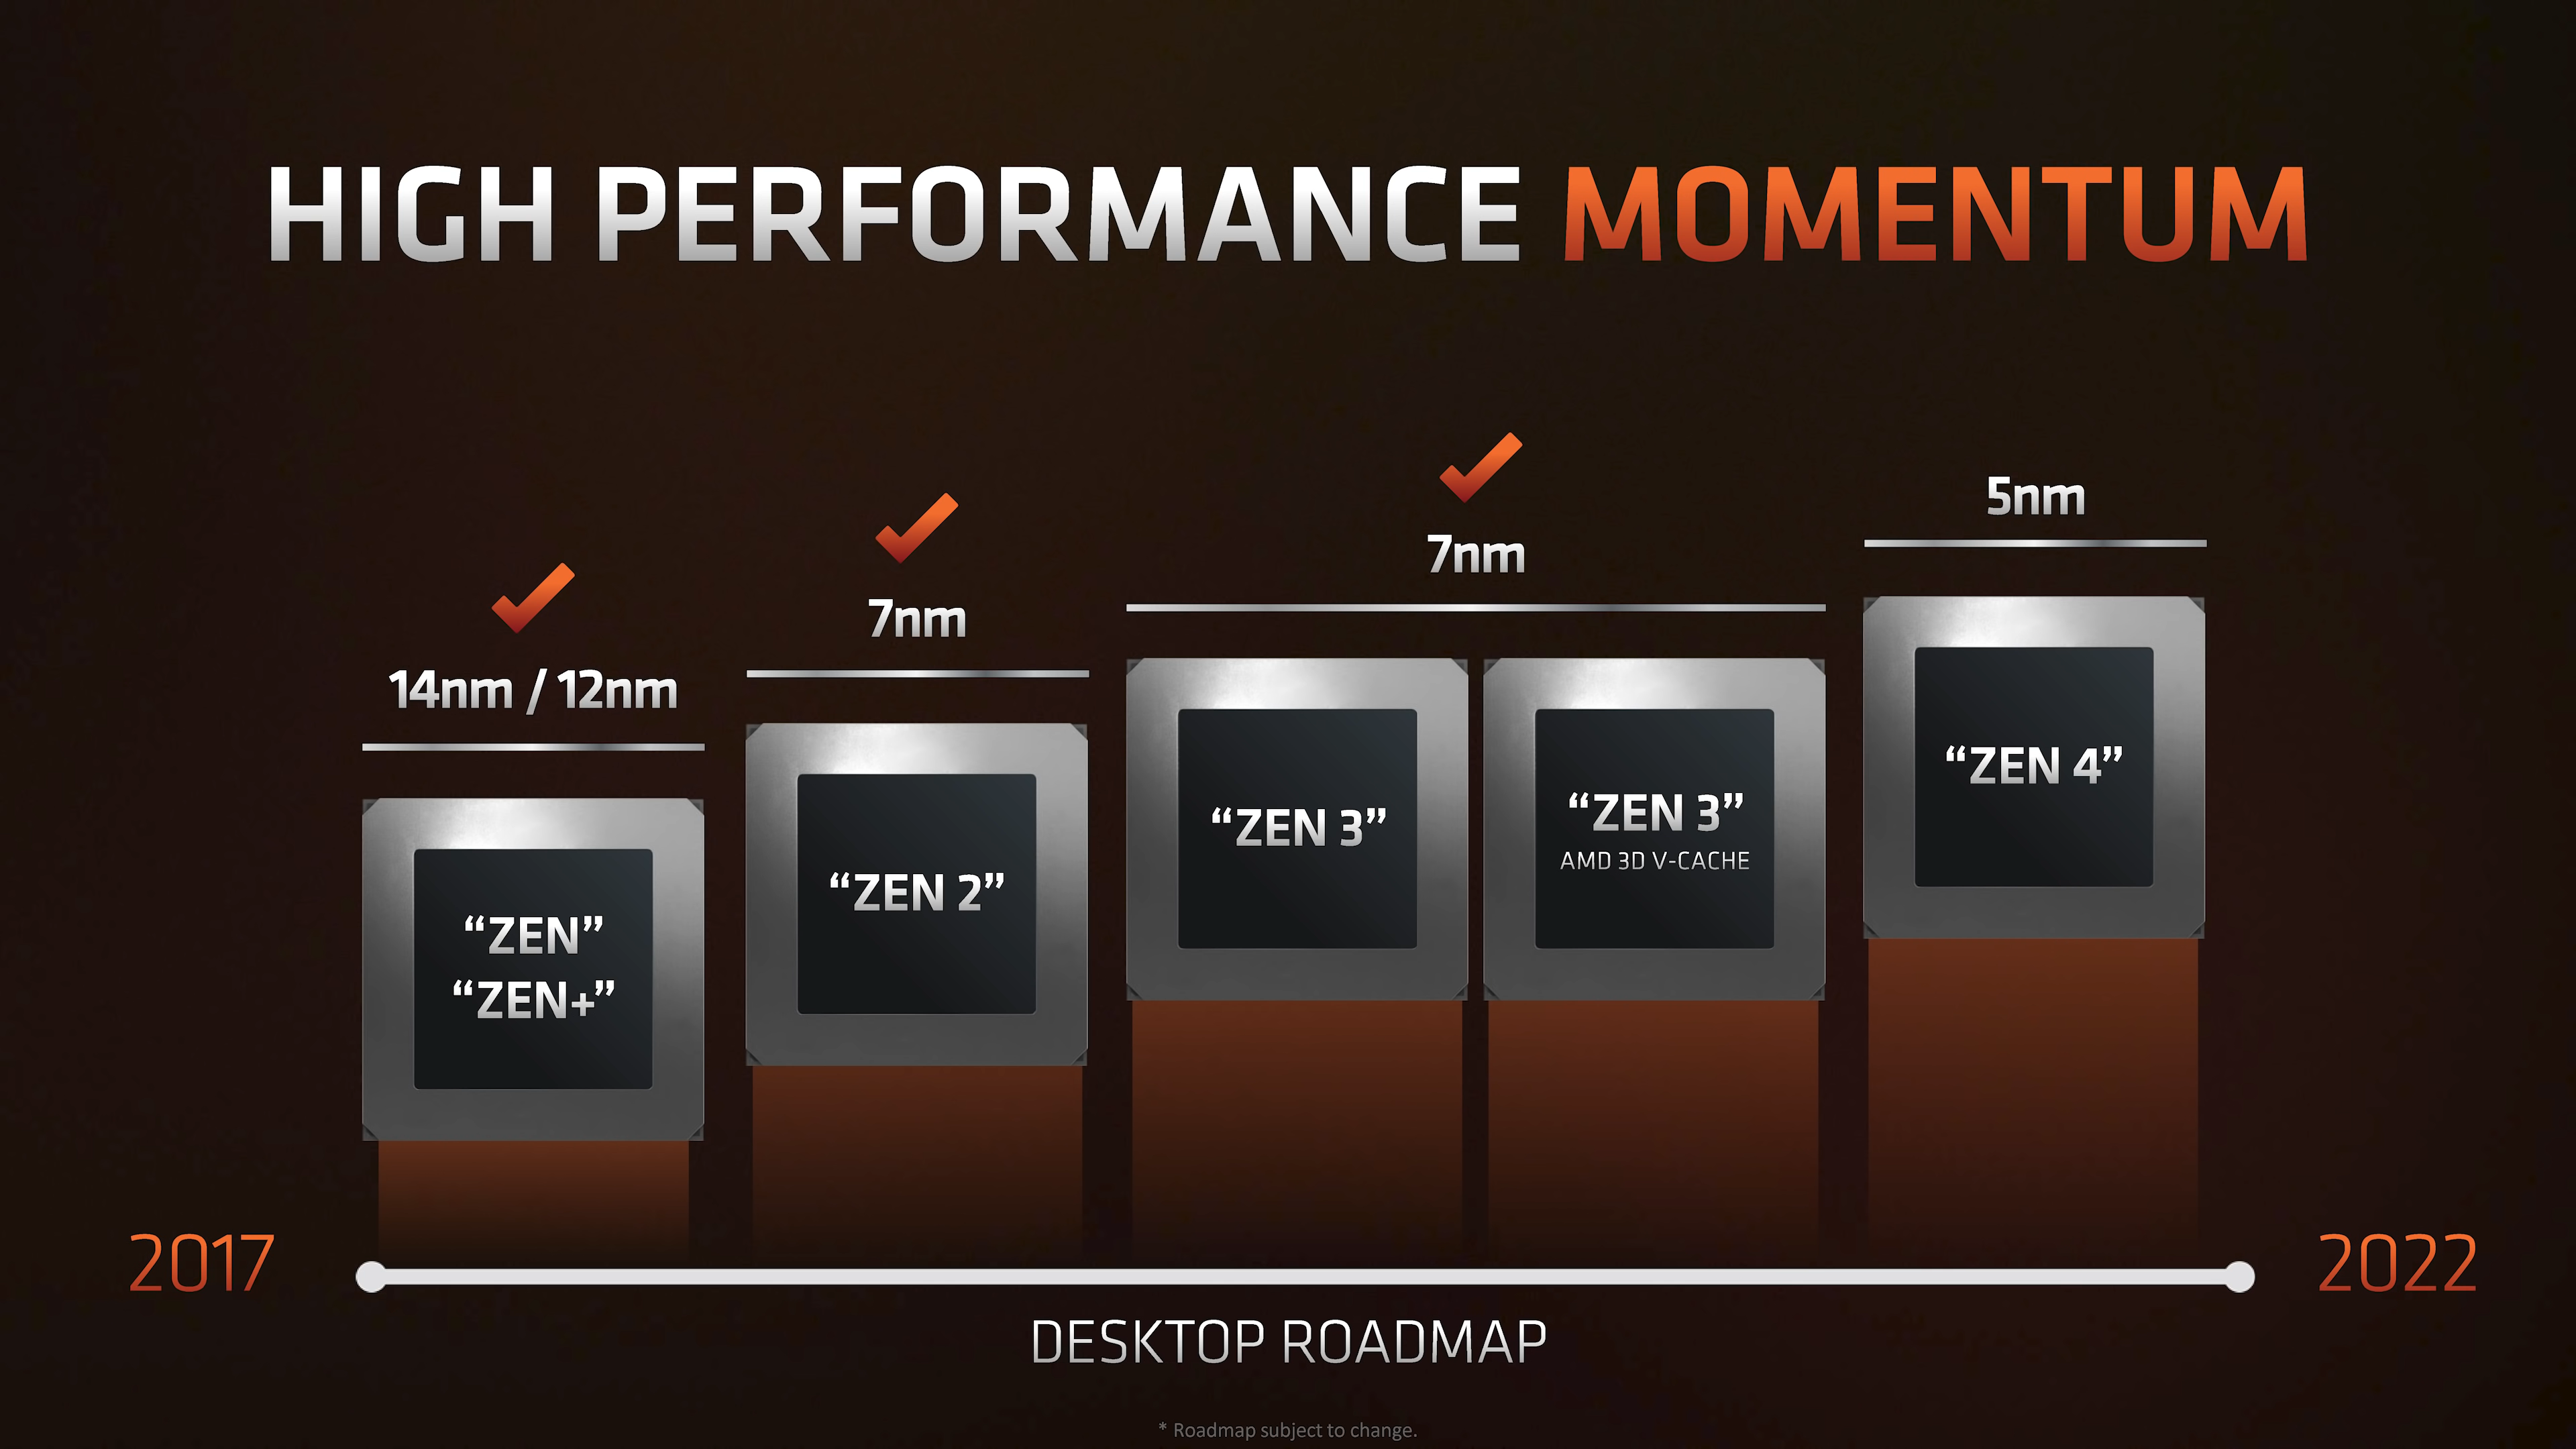 HIGH PERFORMANCE MOMENTUM
14nm / 12nm
“ZEN”
“ZEN+”
7nm
“ZEN 2”
7nm
“ZEN 3”
“ZEN 3”
AMD 3D V-CACHE
5nm
“ZEN 4”
2017
2022
DESKTOP ROADMAP
* Roadmap subject to change.